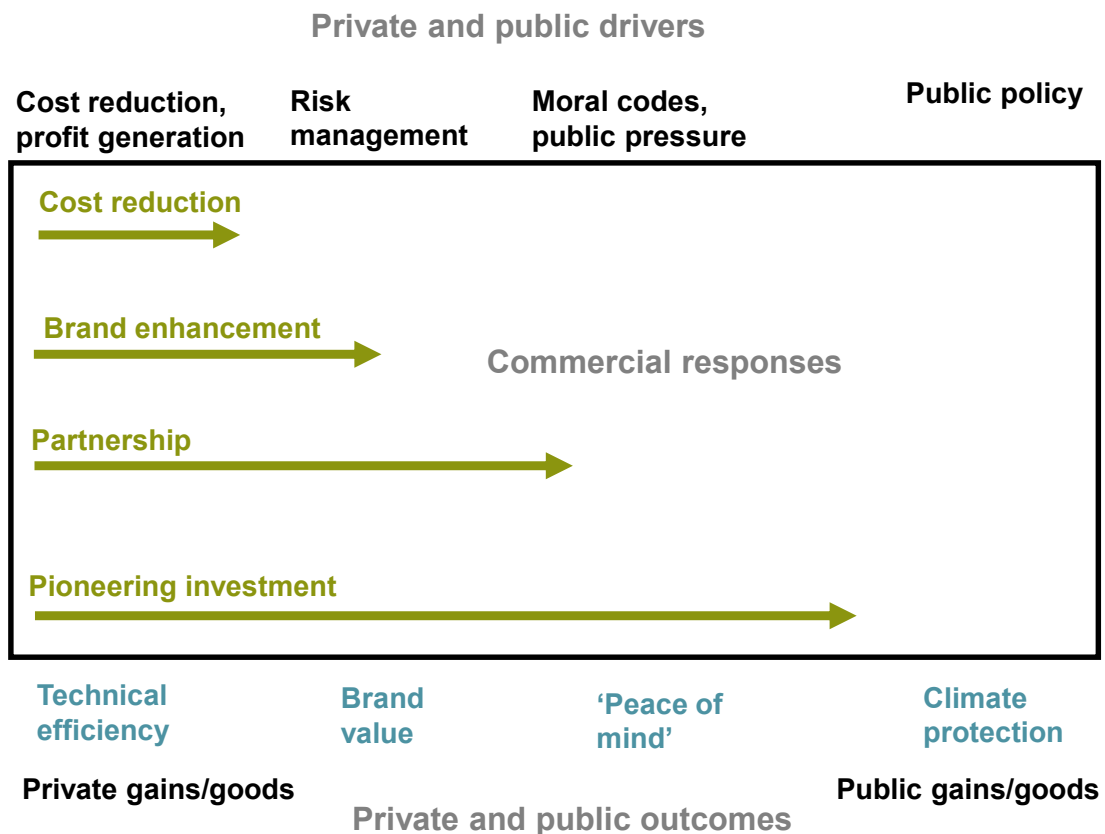 Private and public drivers
Cost reduction,
profit generation
Risk
management
Moral codes,
public pressure
Public policy
Cost reduction
Brand enhancement
Commercial responses
Partnership
Pioneering investment
Technical
efficiency
Brand
value
‘Peace of
mind’
Climate
protection
Private gains/goods
Public gains/goods
Private and public outcomes